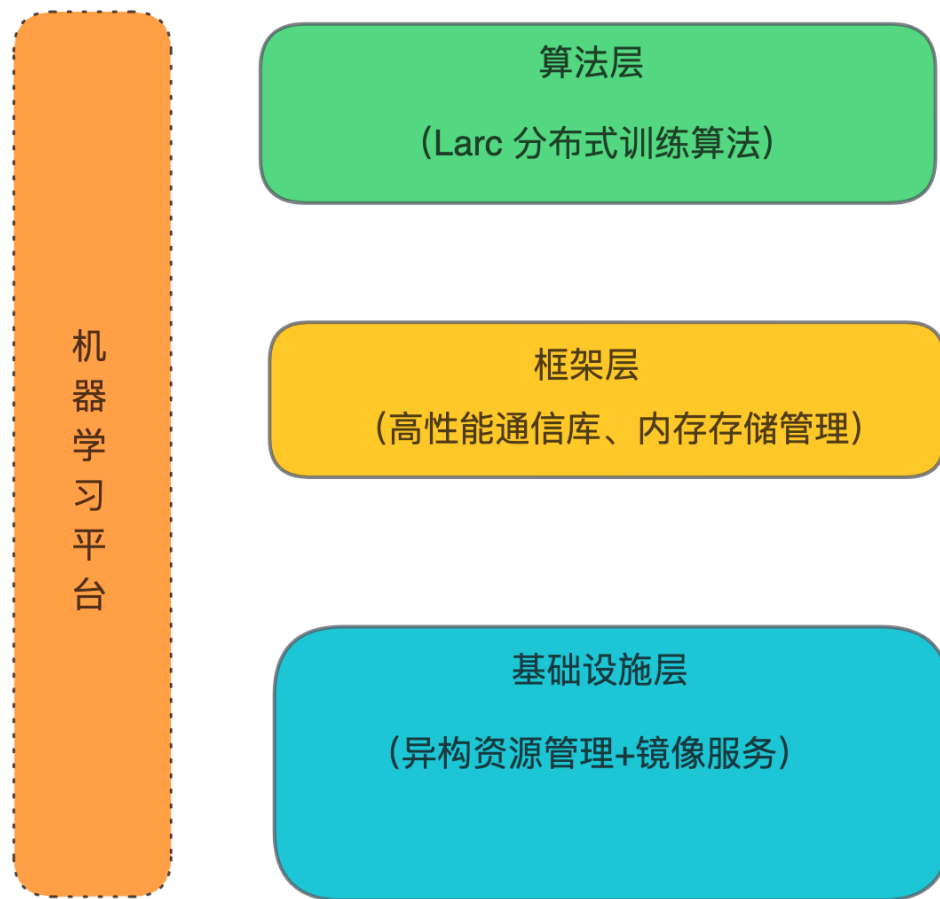 机器学习平台
算法层
（Larc 分布式训练算法）
框架层
（高性能通信库、内存存储管理）
基础设施层
（异构资源管理+镜像服务）